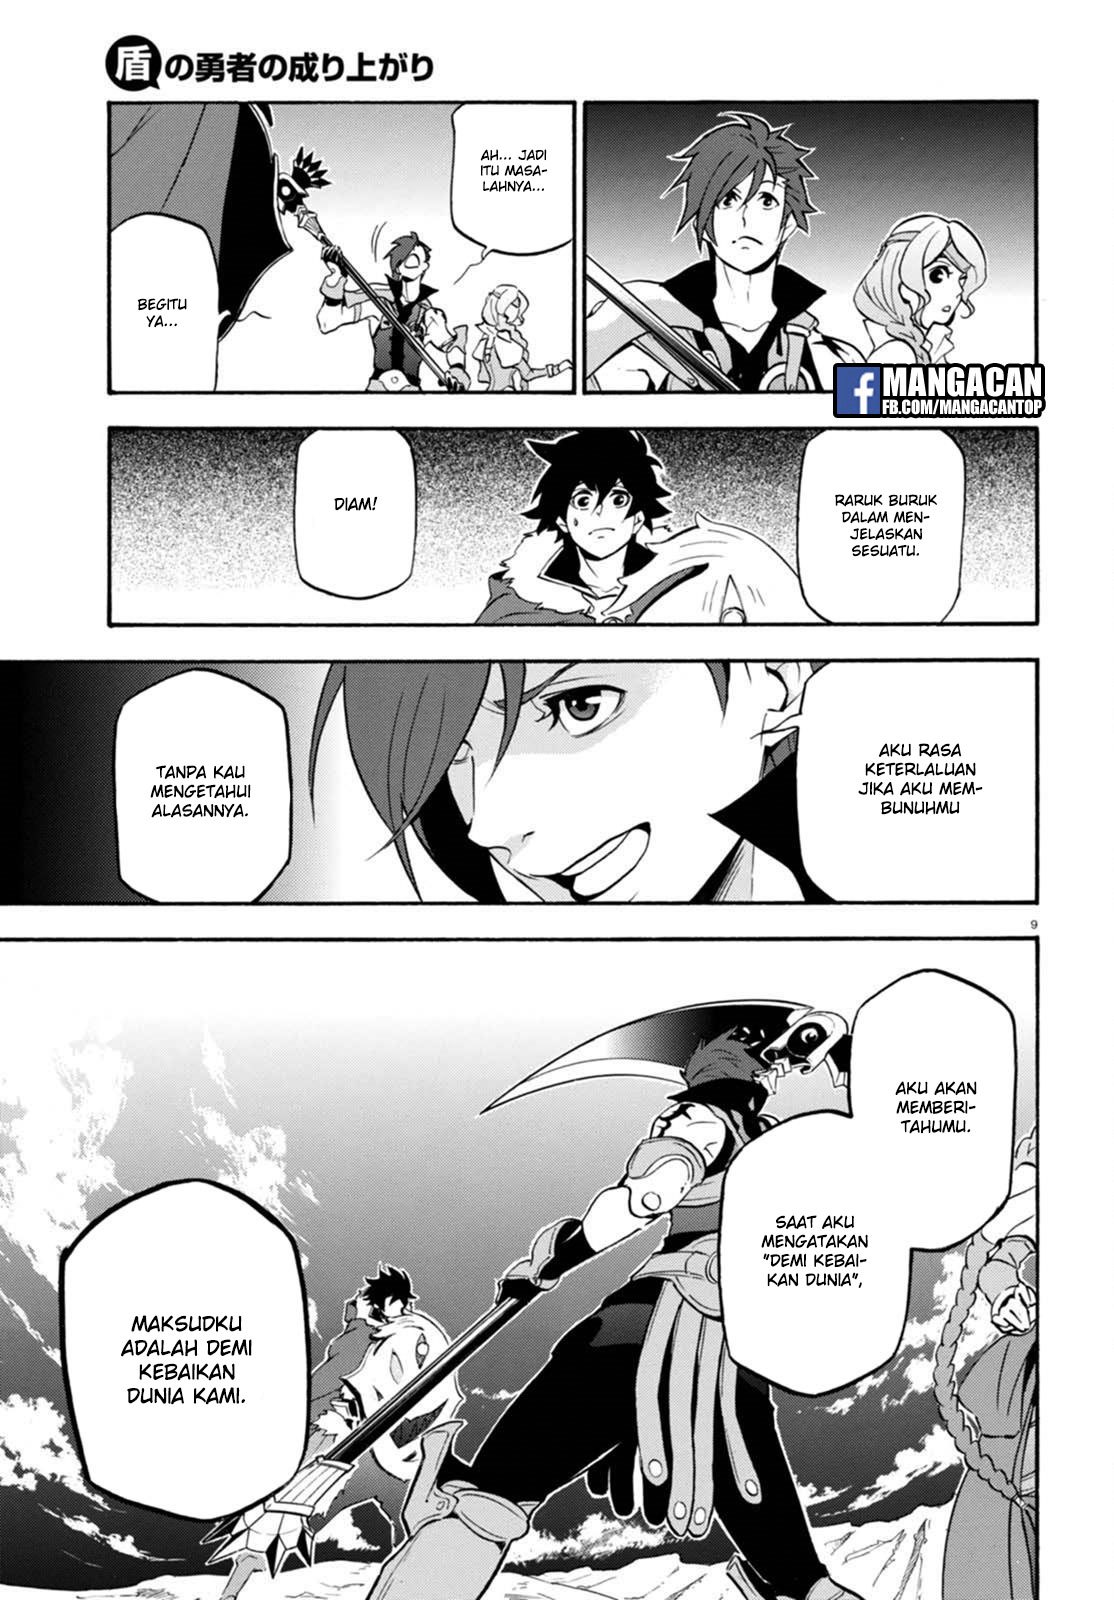 盾の勇者の成り上がり
AH... JADI
ITU MASA-
LAHNYA...
BEGITU
YA...
MANGACAN
FB.COM/MANGACANTOP
RARUK BURUK
DALAM MEN-
JELASKAN
SESUATU.
DIAM!
AKU RASA
KETERLALUAN
JIKA AKU MEM-
BUNUHMU
TANPA KAU
MENGETAHUI
ALASANNYA.
9
AKU AKAN
MEMBERI-
TAHUMU.
SAAT AKU
MENGATAKAN
"DEMI KEBAI-
KAN DUNIA",
MAKSUDKU
ADALAH DEMI
KEBAIKAN
DUNIA KAMI.